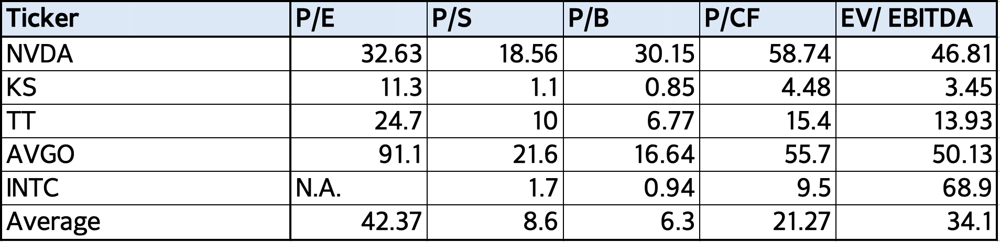 Ticker P/E P/S P/B P/CF EV/ EBITDA
NVDA 32.63 18.56 30.15 58.74 46.81
KS 11.3 1.1 0.85 4.48 3.45
TT 24.7 10 6.77 15.4 13.93
AVGO 91.1 21.6 16.64 55.7 50.13
INTC N.A. 1.7 0.94 9.5 68.9
Average 42.37 8.6 6.3 21.27 34.1